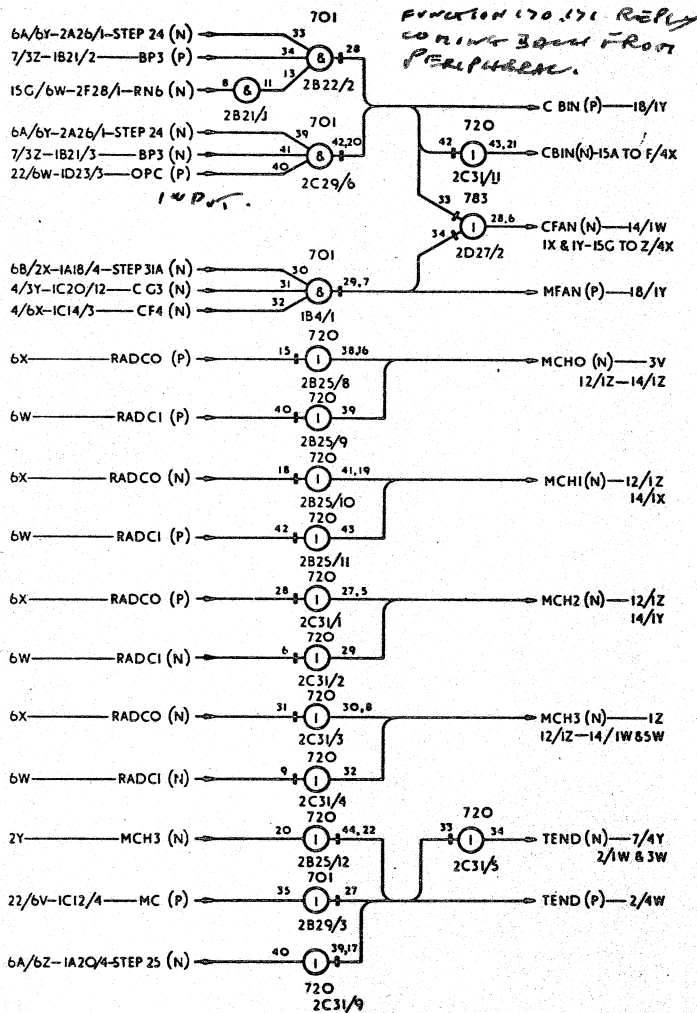 FUNCTION 170.171 REPLY
COMING BACK FROM
PERIPHERAL.
701
6A/6Y-2A26/1-STEP 24 (N)
33
7/3Z-1B21/2-BP3 (P)
34
&
28
2B22/2
15G/6W-2F28/1-RN6 (N)
8
&
11
13
2B21/1
C BIN (P)-18/1Y
701
6A/6Y-2A26/1-STEP 24 (N)
39
7/3Z-1B21/3-BP3 (N)
41
&
42,20
22/6W-1D23/3-OPC (P)
40
2C29/6
INPUT.
720
42
1
43,21
CBIN(N)-15A TO F/4X
2C31/11
783
33
34
1
28,6
CFAN (N)-14/1W
1X & 1Y-15G TO Z/4X
2D27/2
701
6B/2X-1A18/4-STEP31A (N)
30
4/3Y-1C20/12-CG3 (N)
31
&
29,7
MFAN (P)-18/1Y
4/6X-1C14/3-CF4 (N)
32
1B4/1
720
6X-RADCO (P)
15
1
38,16
MCHO (N)-3V
12/1Z-14/1Z
2B25/8
720
6W-RADC1 (P)
40
1
39
2B25/9
720
6X-RADCO (N)
18
1
41,19
MCH1(N)-12/1Z
14/1X
2B25/10
720
6W-RADC1 (P)
42
1
43
2B25/11
720
6X-RADCO (P)
28
1
27,5
MCH2 (N)-12/1Z
14/1Y
2C31/1
720
6W-RADC1 (N)
6
1
29
2C31/2
720
6X-RADCO (N)
31
1
30,8
MCH3 (N)-1Z
12/1Z-14/1W&5W
2C31/3
720
6W-RADC1 (N)
9
1
32
2C31/4
720
2Y-MCH3 (N)
20
1
44,22
2B25/12
720
33
1
34
TEND (N)-7/4Y
2/1W & 3W
2C31/5
701
22/6V-1C12/4-MC (P)
35
1
27
TEND (P)-2/4W
2B29/3
6A/6Z-1A20/4-STEP 25 (N)
40
1
39,17
720
2C31/9